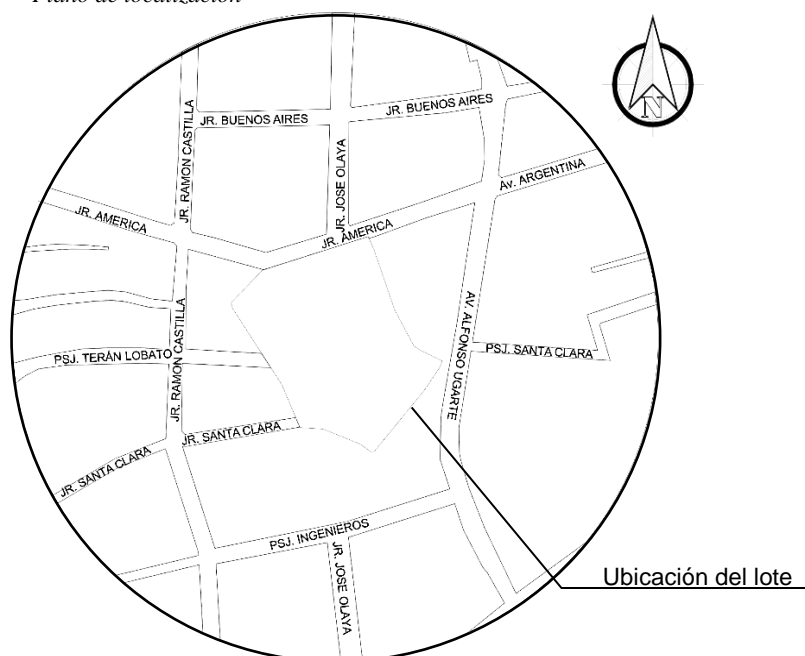 Plano de localización
N
JR. BUENOS AIRES
JR. BUENOS AIRES
JR. RAMON CASTILLA
JR. JOSE OLAYA
Av. ARGENTINA
JR. AMERICA
JR. AMERICA
JR. RAMON CASTILLA
AV. ALFONSO UGARTE
PSJ. TERÁN LOBATO
PSJ. SANTA CLARA
JR. SANTA CLARA
JR. SANTA CLARA
PSJ. INGENIEROS
JR. JOSE OLAYA
Ubicación del lote